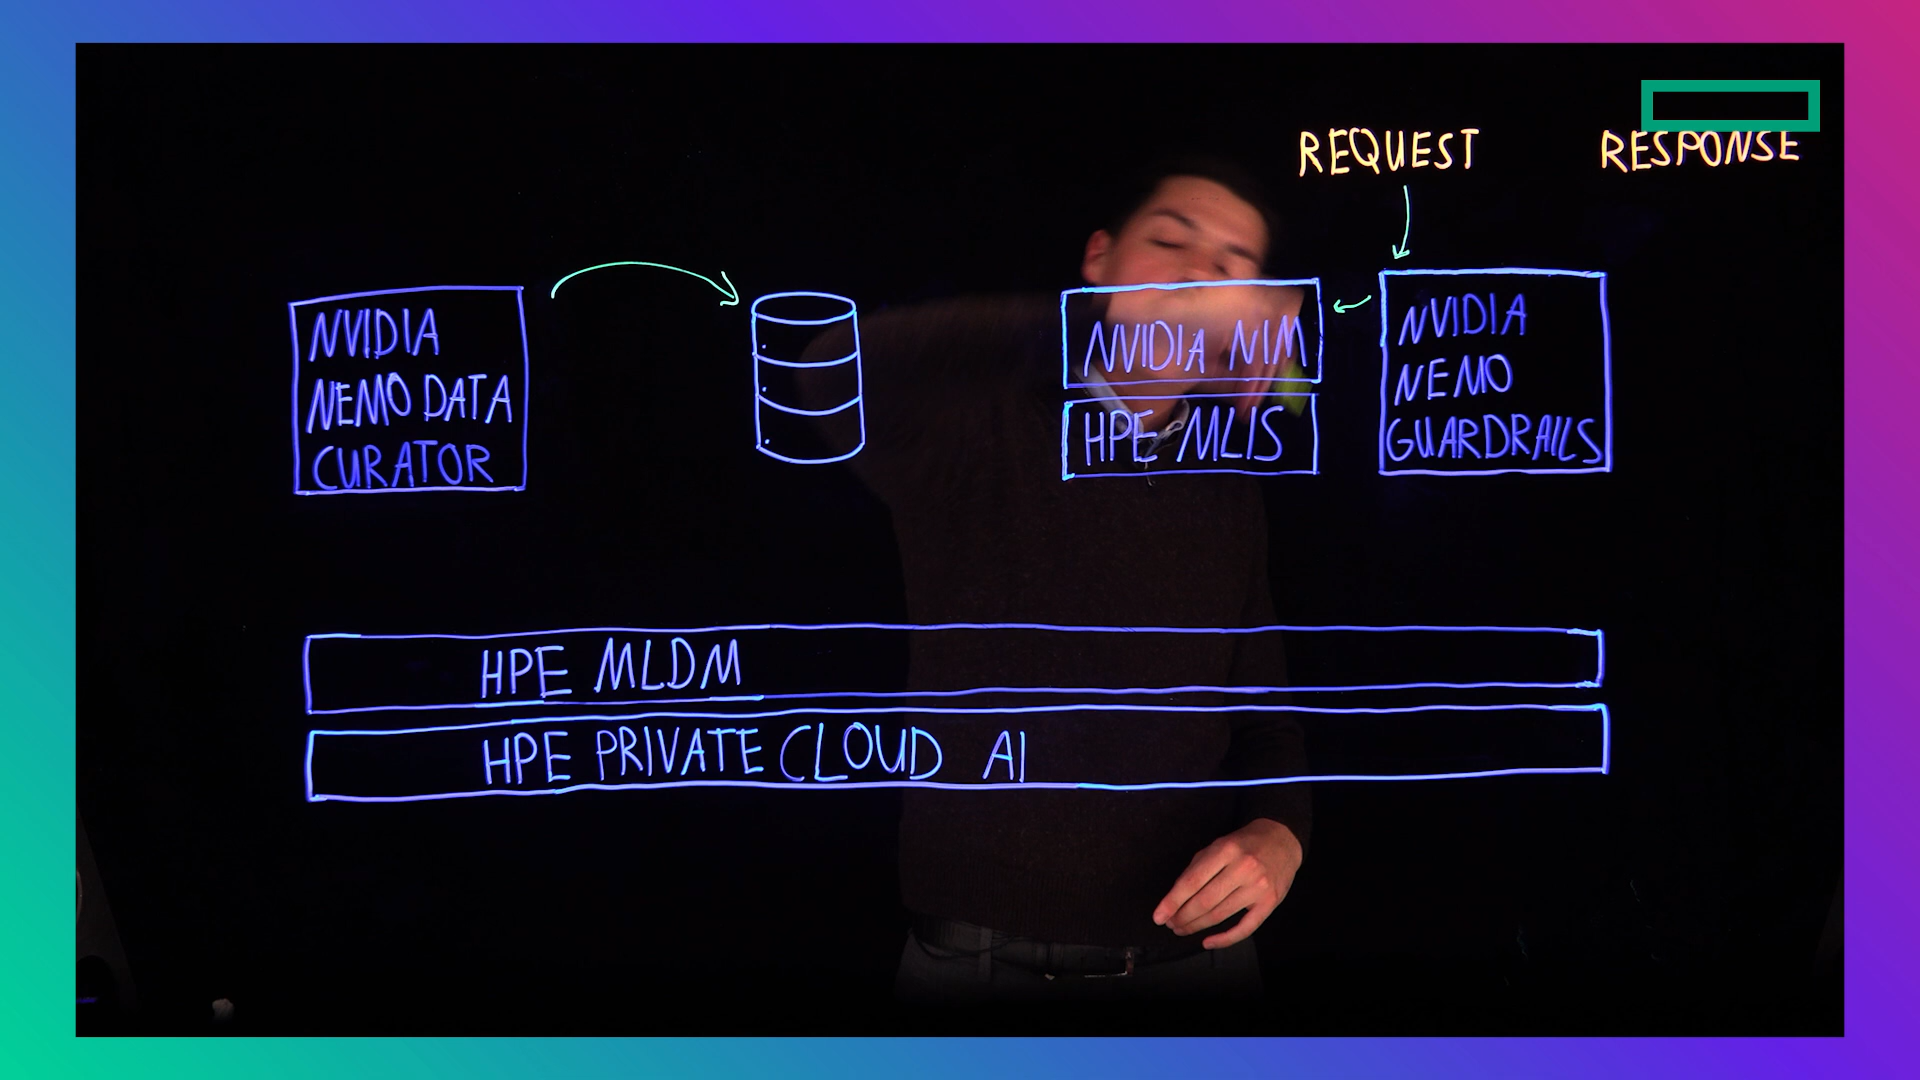 REQUEST
RESPONSE
NVIDIA
NEMO DATA
CURATOR
NVIDIA NIM
HPE MLIS
NVIDIA
NEMO
GUARDRAILS
HPE MLDM
HPE PRIVATE CLOUD AI